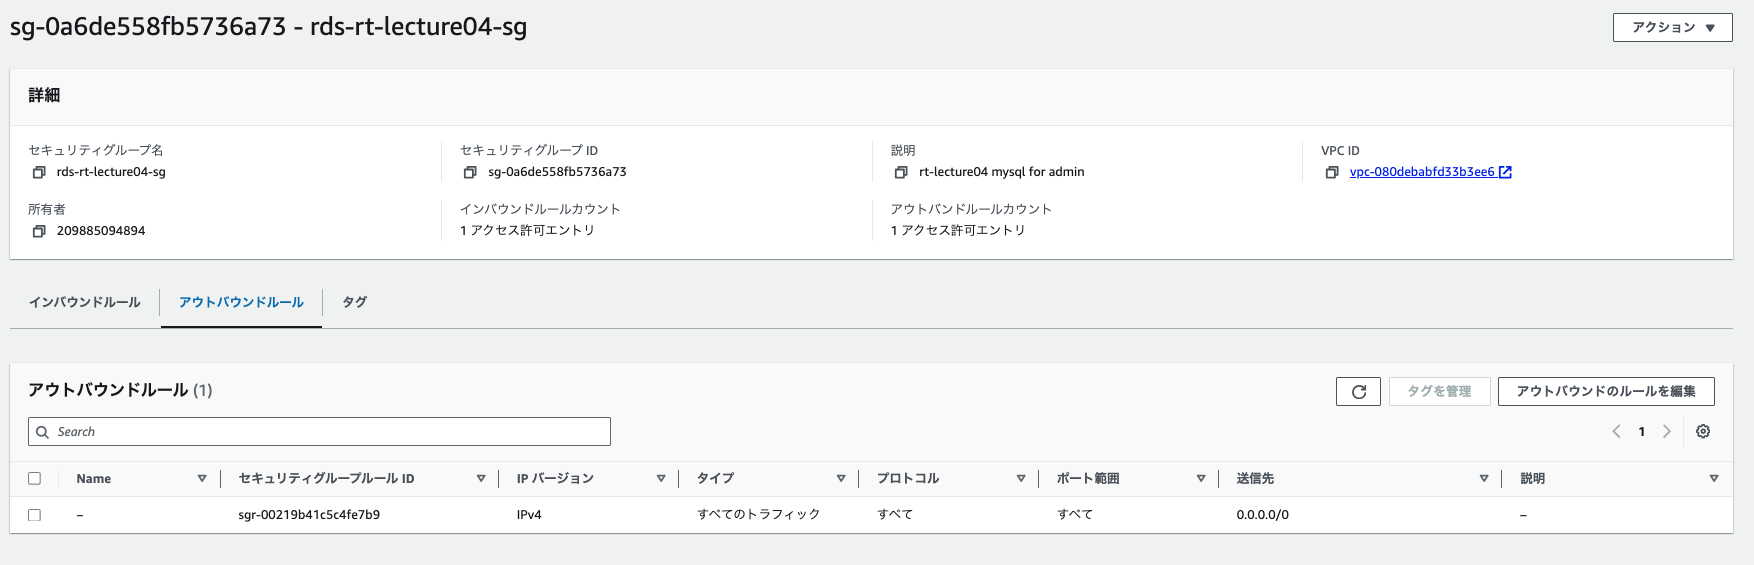 sg-0a6de558fb5736a73 - rds-rt-lecture04-sg
アクション
詳細
セキュリティグループ名
rds-rt-lecture04-sg
セキュリティグループ ID
sg-0a6de558fb5736a73
説明
rt-lecture04 mysql for admin
VPC ID
vpc-080debabfd33b3ee6
所有者
209885094894
インバウンドルールカウント
1 アクセス許可エントリ
アウトバンドルールカウント
1 アクセス許可エントリ
インバウンドルール
アウトバウンドルール
タグ
アウトバウンドルール (1)
タグを管理
アウトバウンドのルールを編集
Search
1
Name セキュリティグループルール ID IP バージョン タイプ プロトコル ポート範囲 送信先 説明
– sgr-00219b41c5c4fe7b9 IPv4 すべてのトラフィック すべて すべて 0.0.0.0/0 –